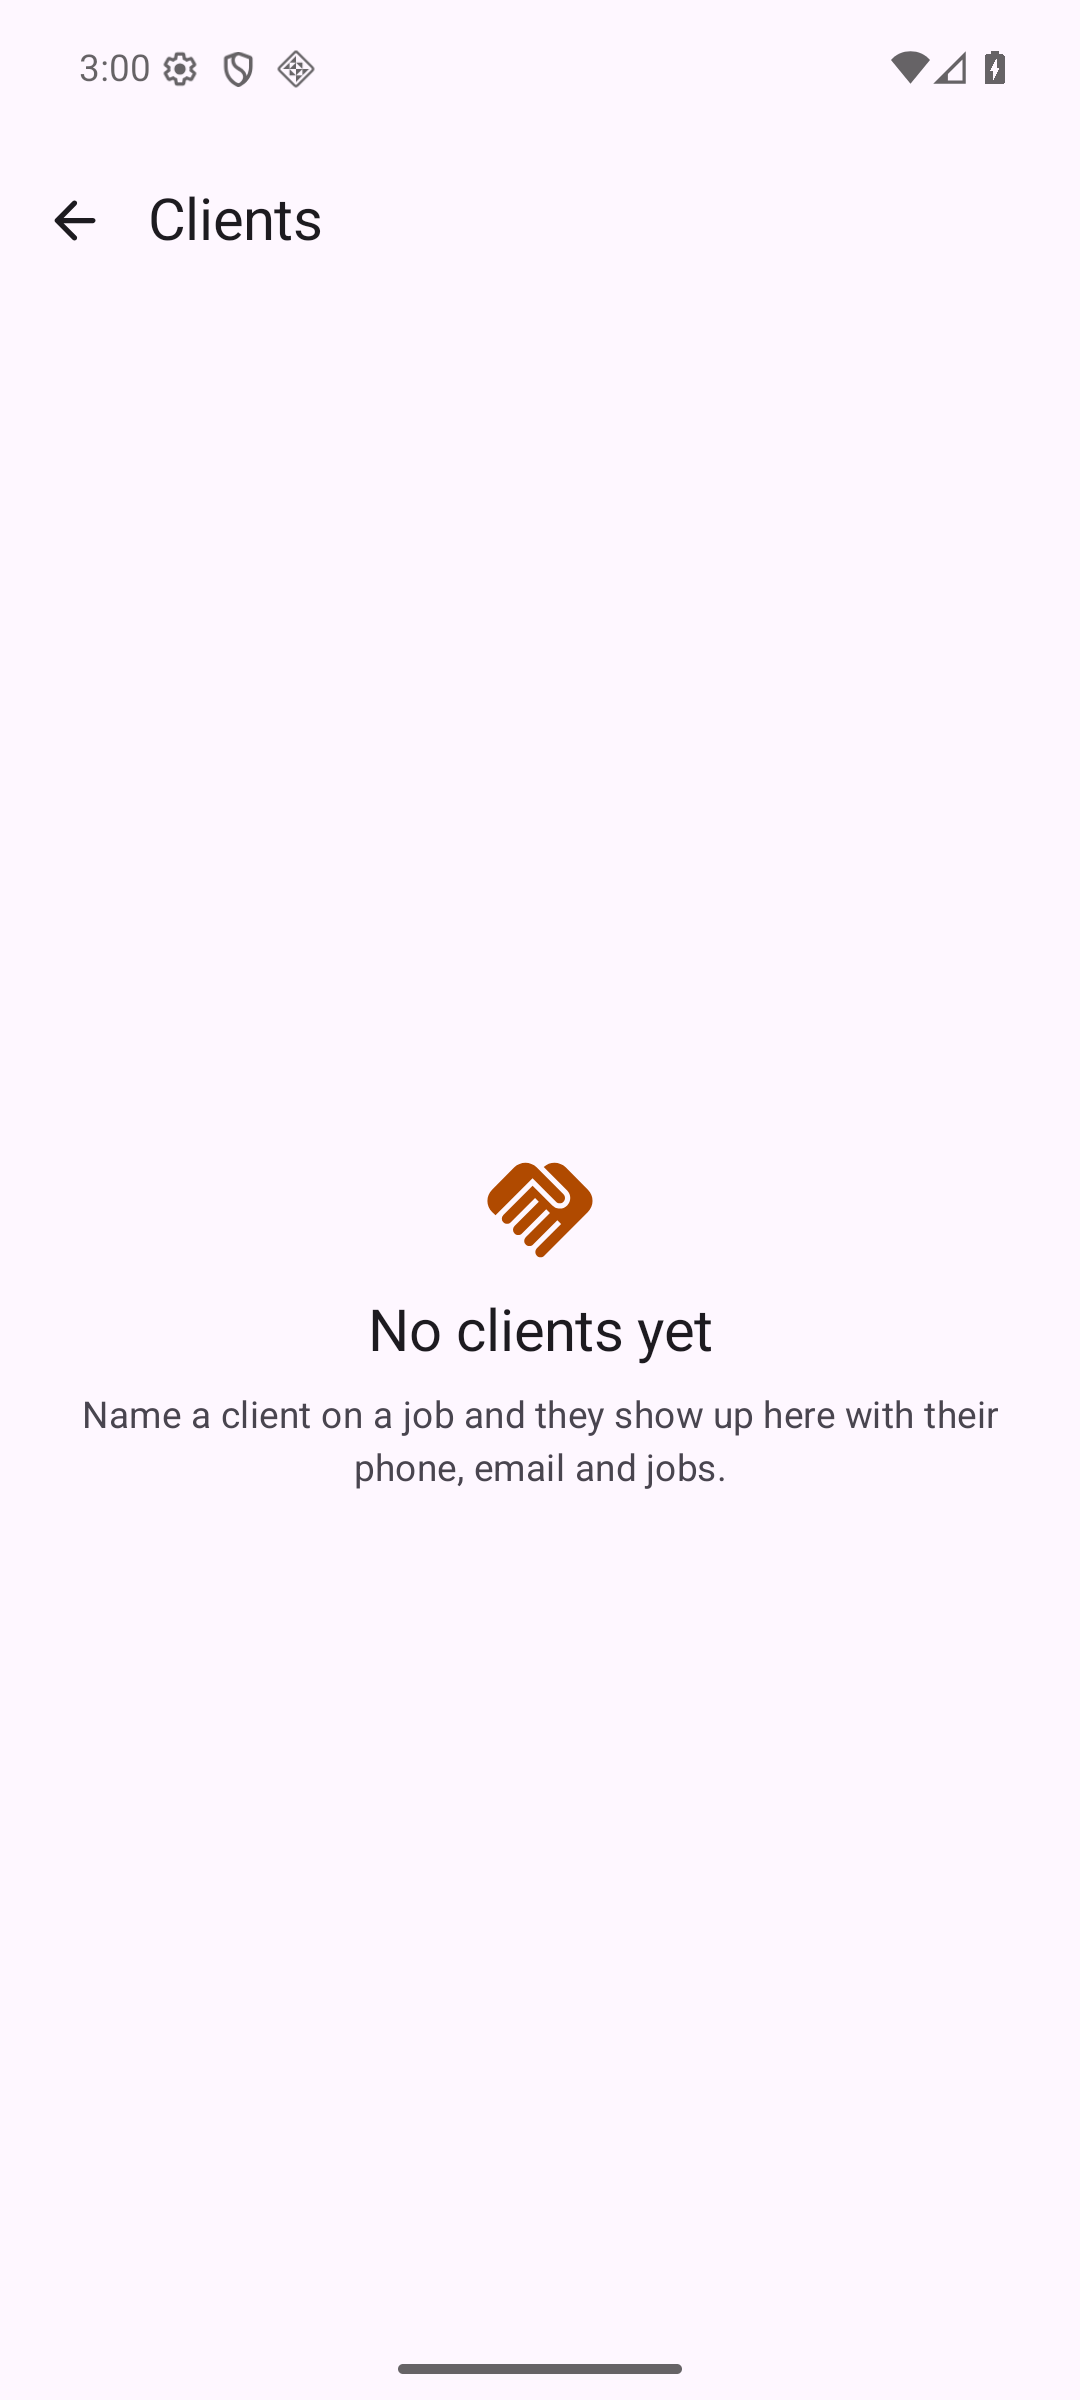 3:00
Clients
No clients yet
Name a client on a job and they show up here with their
phone, email and jobs.